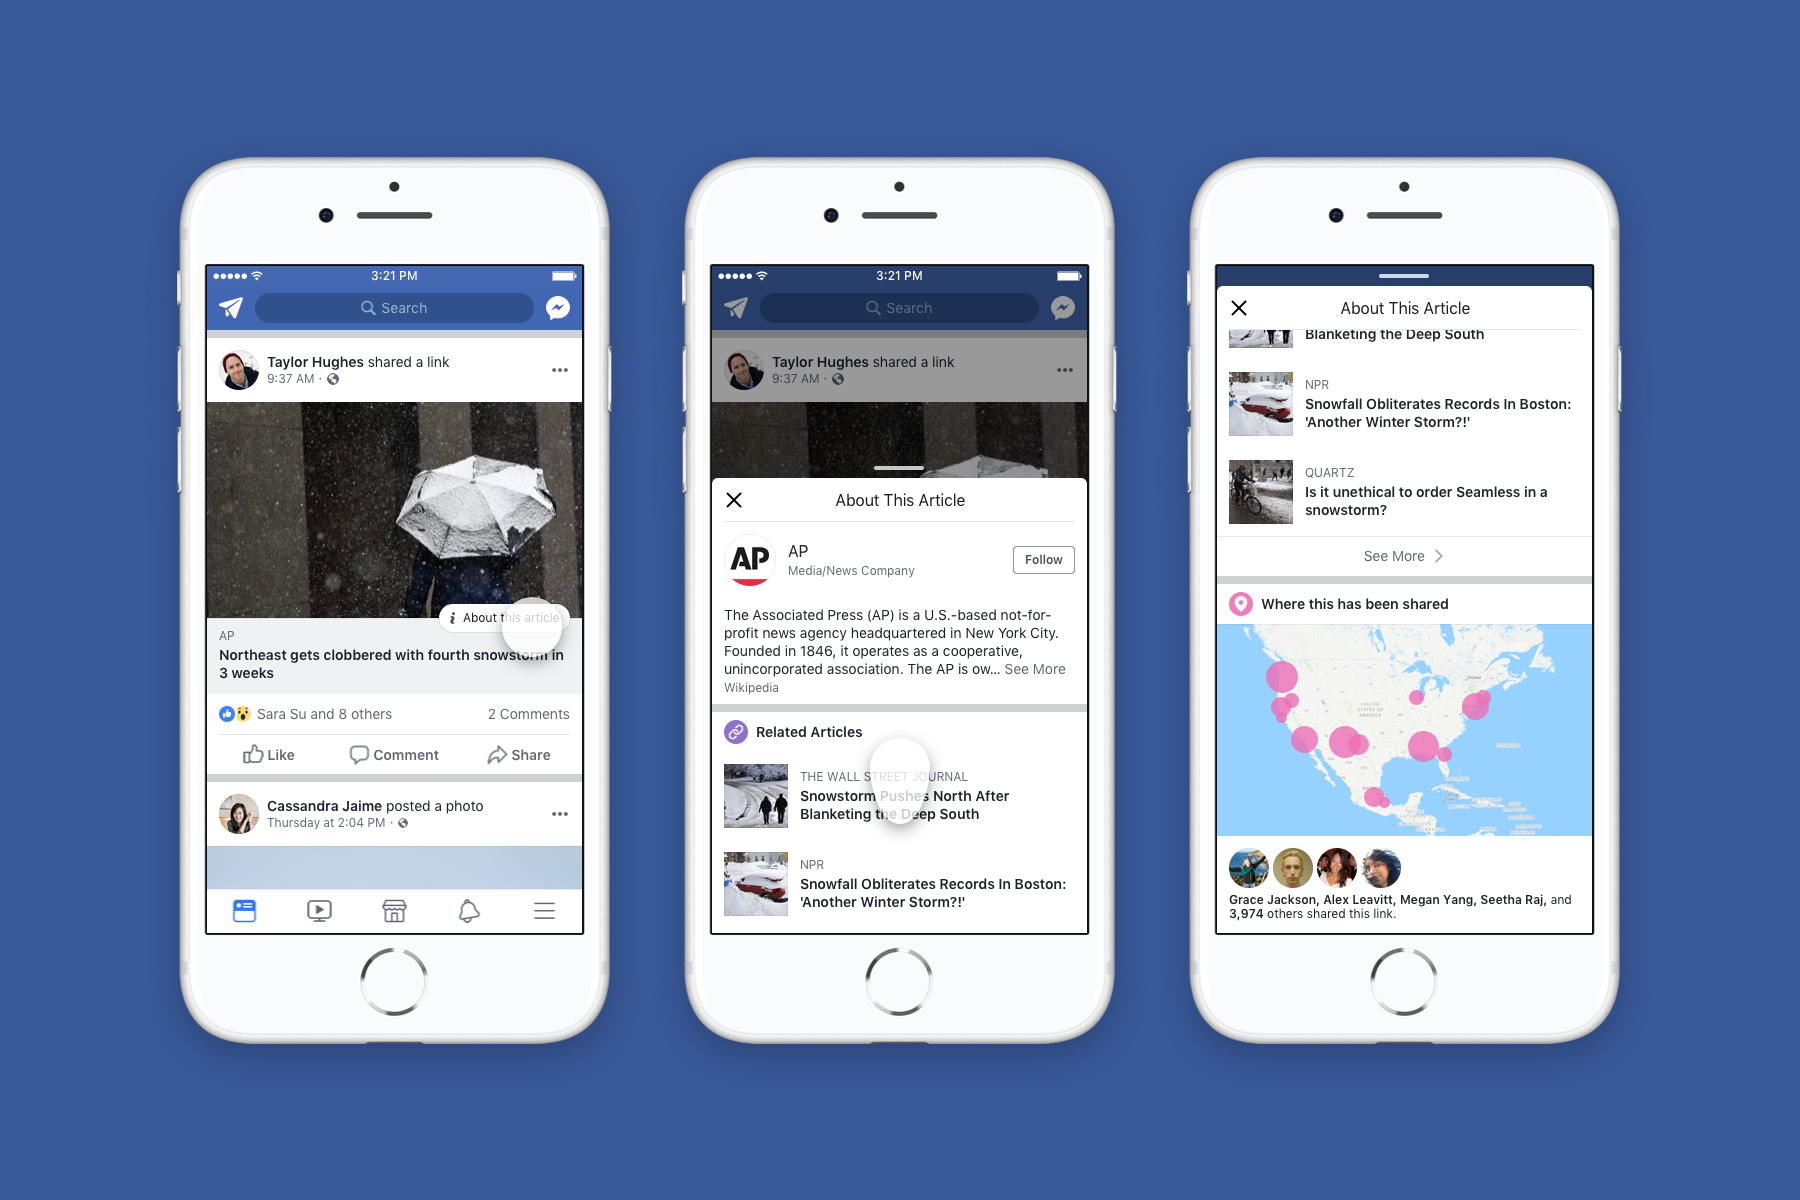 3:21 PM
Search
Taylor Hughes shared a link
9:37 AM ·
About this article
AP
Northeast gets clobbered with fourth snowstorm in
3 weeks
Sara Su and 8 others
2 Comments
Like
Comment
Share
Cassandra Jaime posted a photo
Thursday at 2:04 PM ·
3:21 PM
Search
Taylor Hughes shared a link
9:37 AM ·
About This Article
AP
AP
Media/News Company
Follow
The Associated Press (AP) is a U.S.-based not-for-
profit news agency headquartered in New York City.
Founded in 1846, it operates as a cooperative,
unincorporated association. The AP is ow... See More
Wikipedia
Related Articles
THE WALL STREET JOURNAL
Snowstorm Pushes North After
Blanketing the Deep South
NPR
Snowfall Obliterates Records In Boston:
'Another Winter Storm?!'
About This Article
Blanketing the Deep South
NPR
Snowfall Obliterates Records In Boston:
'Another Winter Storm?!'
QUARTZ
Is it unethical to order Seamless in a
snowstorm?
See More
Where this has been shared
UNITED
STATES OF
AMERICA
Grace Jackson, Alex Leavitt, Megan Yang, Seetha Raj, and
3,974 others shared this link.